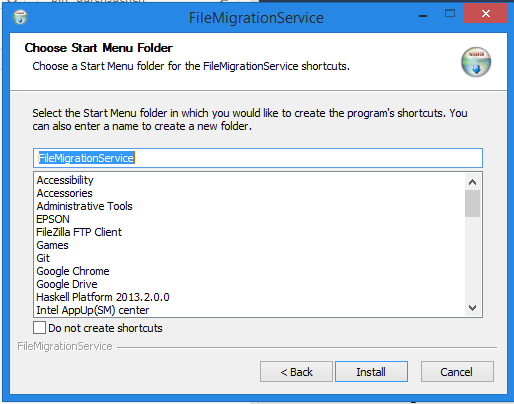 FileMigrationService
Choose Start Menu Folder
Choose a Start Menu folder for the FileMigrationService shortcuts.
Select the Start Menu folder in which you would like to create the program's shortcuts. You
can also enter a name to create a new folder.
FileMigrationService
Accessibility
Accessories
Administrative Tools
EPSON
FileZilla FTP Client
Games
Git
Google Chrome
Google Drive
Haskell Platform 2013.2.0.0
Intel AppUp(SM) center
Do not create shortcuts
FileMigrationService
< Back
Install
Cancel